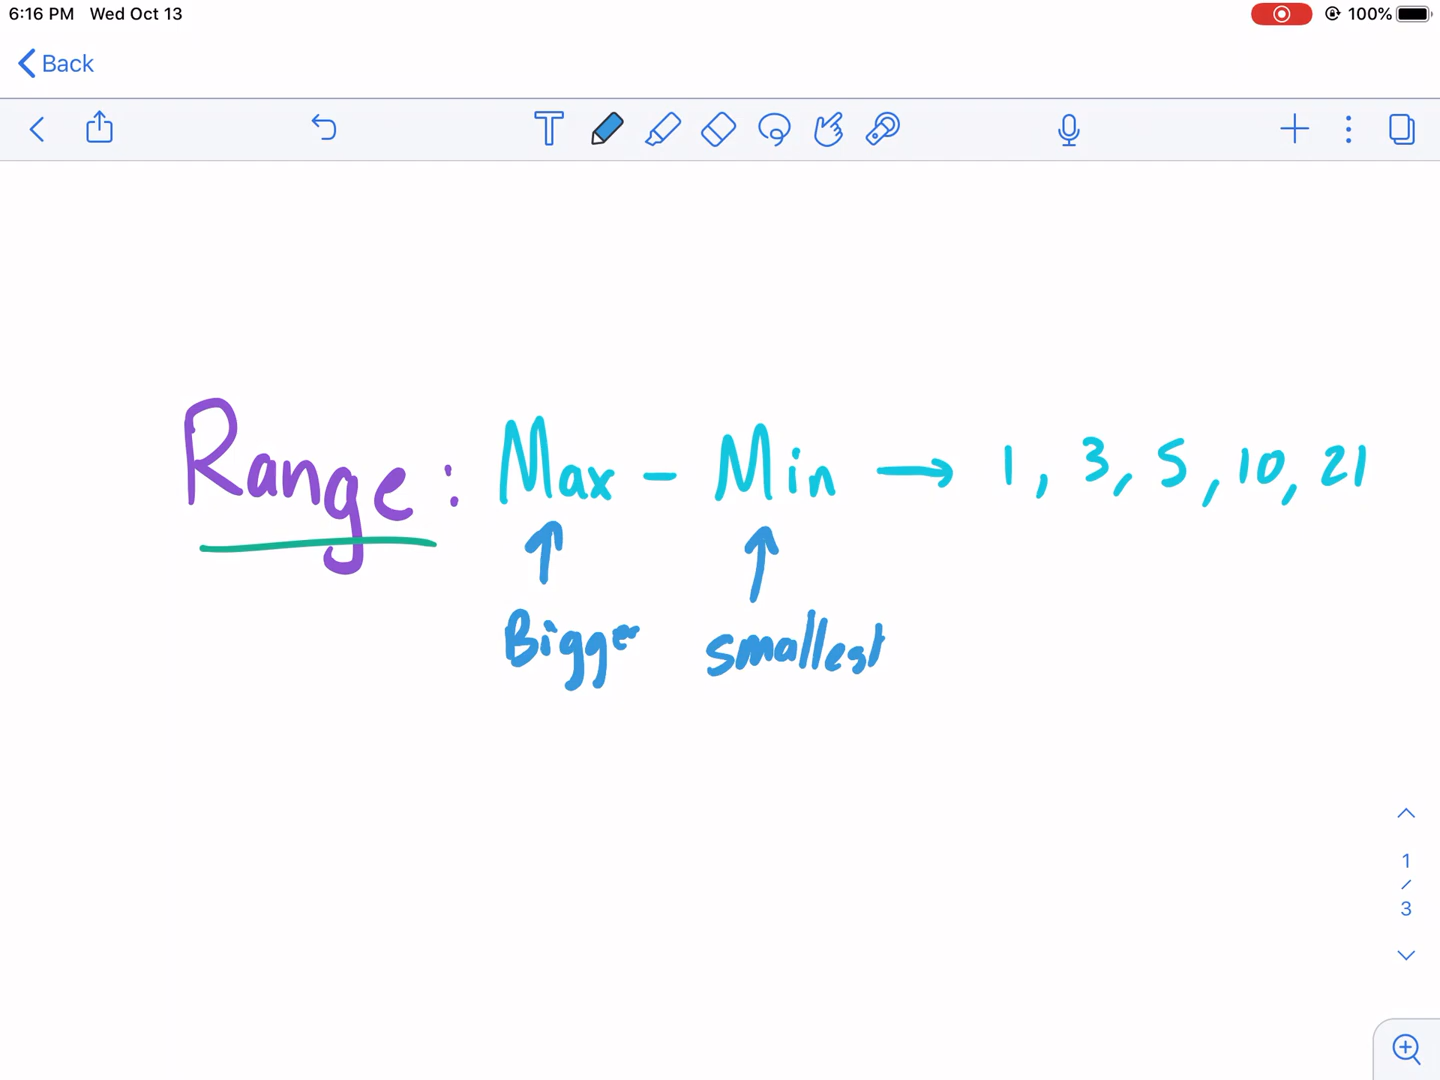 6:16 PM Wed Oct 13 100%
Back
Range: Max - Min → 1, 3, 5, 10, 21
Bigger smallest
1
/
3